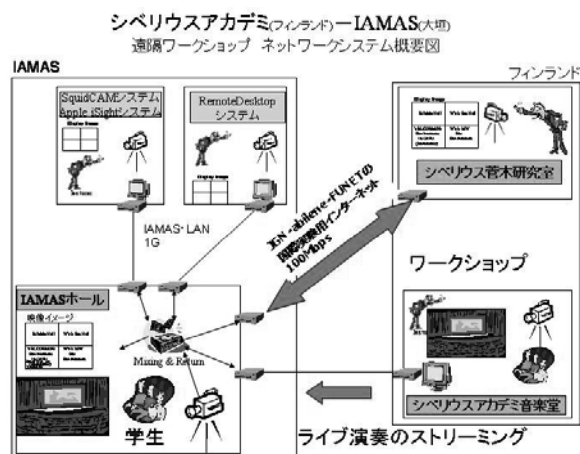 シベリウスアカデミ(フィンランド)ーIAMAS(大垣)
遠隔ワークショップ ネットワークシステム概要図
IAMAS
フィンランド
SquidCAMシステム
Apple iSightシステム
Display Image
RemoteDesktop
システム
Display Image
Display Image
シベリウス菅木研究室
IAMAS・LAN
1G
JGN-abilene-FUNETの
国際実験用インターネット
100Mbps
ワークショップ
IAMASホール
映像イメージ
Mixing & Return
学生
シベリウスアカデミ音楽堂
ライブ演奏のストリーミング